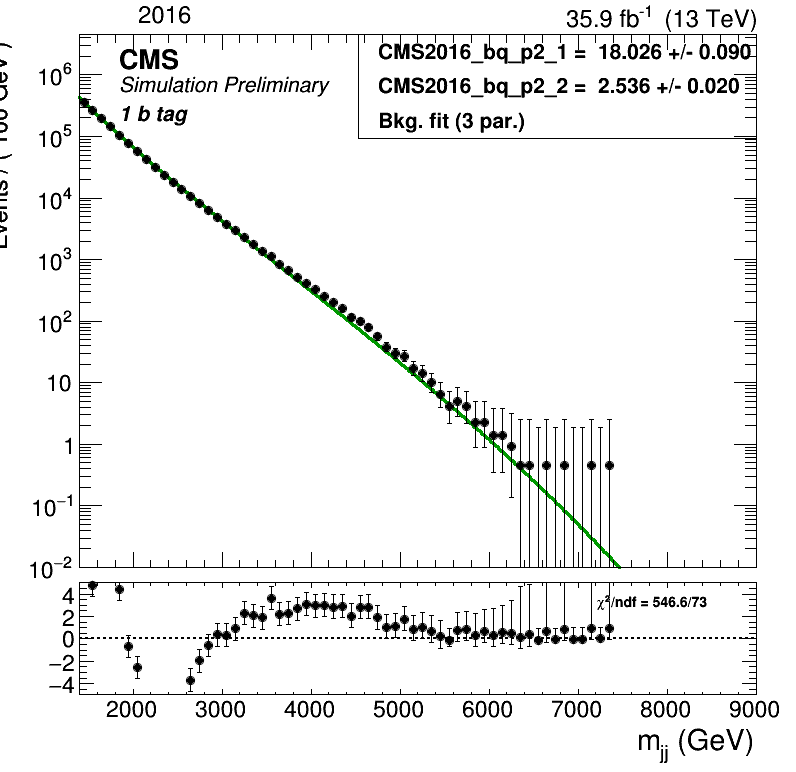 2016
35.9 fb⁻¹ (13 TeV)
CMS
Simulation Preliminary
1 b tag
CMS2016_bq_p2_1 = 18.026 +/- 0.090
CMS2016_bq_p2_2 = 2.536 +/- 0.020
Bkg. fit (3 par.)
Events / ( 100 GeV )
10⁶
10⁵
10⁴
10³
10²
10
1
10⁻¹
10⁻²
χ²/ndf = 546.6/73
4
2
0
−2
−4
2000 3000 4000 5000 6000 7000 8000 9000
m_jj (GeV)